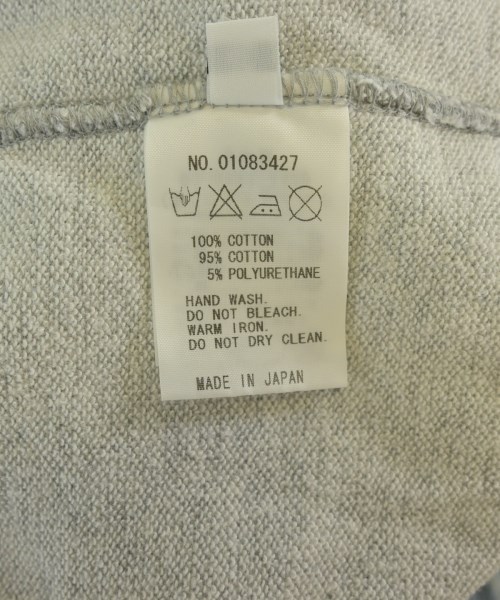 NO. 01083427
100% COTTON
95% COTTON
5% POLYURETHANE
HAND WASH.
DO NOT BLEACH.
WARM IRON.
DO NOT DRY CLEAN.
MADE IN JAPAN